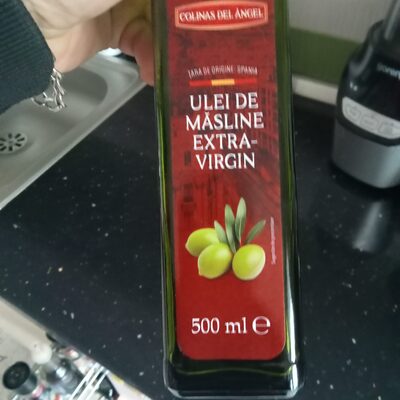 COLINAS DEL ÁNGEL
ȚARA DE ORIGINE: SPANIA
ULEI DE
MĂSLINE
EXTRA-
VIRGIN
500 ml ℮